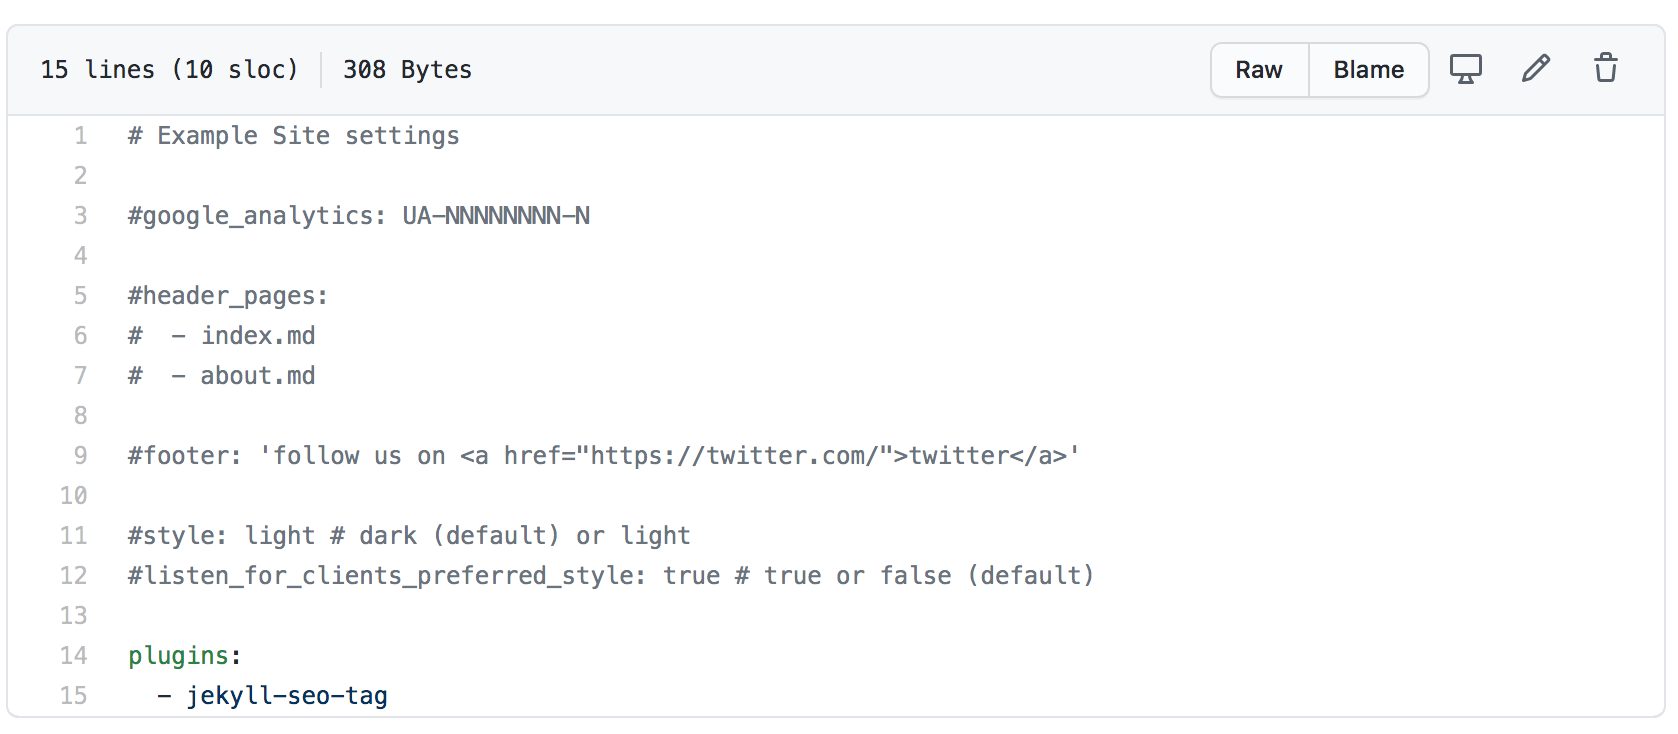 15 lines (10 sloc) 308 Bytes Raw Blame
1 # Example Site settings
2
3 #google_analytics: UA-NNNNNNNN-N
4
5 #header_pages:
6 #  - index.md
7 #  - about.md
8
9 #footer: 'follow us on <a href="https://twitter.com/">twitter</a>'
10
11 #style: light # dark (default) or light
12 #listen_for_clients_preferred_style: true # true or false (default)
13
14 plugins:
15   - jekyll-seo-tag